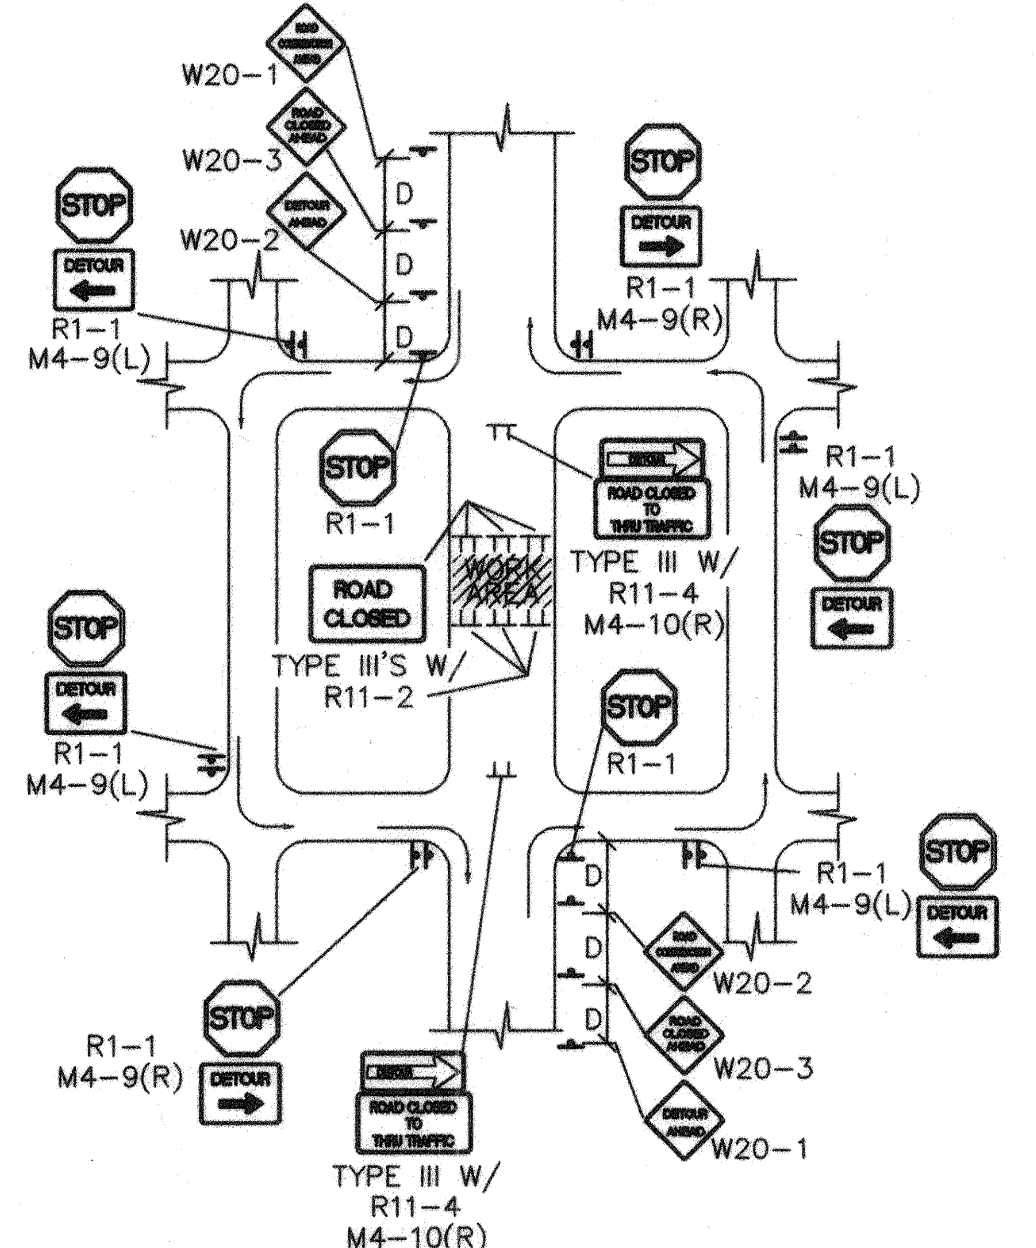 ROAD
CONSTRUCTION
AHEAD
W20-1
ROAD
CLOSED
AHEAD
W20-3
DETOUR
AHEAD
W20-2
D
D
D
STOP
DETOUR
R1-1
M4-9(L)
STOP
DETOUR
R1-1
M4-9(R)
STOP
R1-1
DETOUR
ROAD CLOSED
TO
THRU TRAFFIC
TYPE III W/
R11-4
M4-10(R)
R1-1
M4-9(L)
STOP
DETOUR
WORK
AREA
ROAD
CLOSED
TYPE III'S W/
R11-2
STOP
DETOUR
R1-1
M4-9(L)
STOP
R1-1
STOP
DETOUR
R1-1
M4-9(L)
D
D
D
ROAD
CONSTRUCTION
AHEAD
W20-2
ROAD
CLOSED
AHEAD
W20-3
DETOUR
AHEAD
W20-1
STOP
DETOUR
R1-1
M4-9(R)
DETOUR
ROAD CLOSED
TO
THRU TRAFFIC
TYPE III W/
R11-4
M4-10(R)